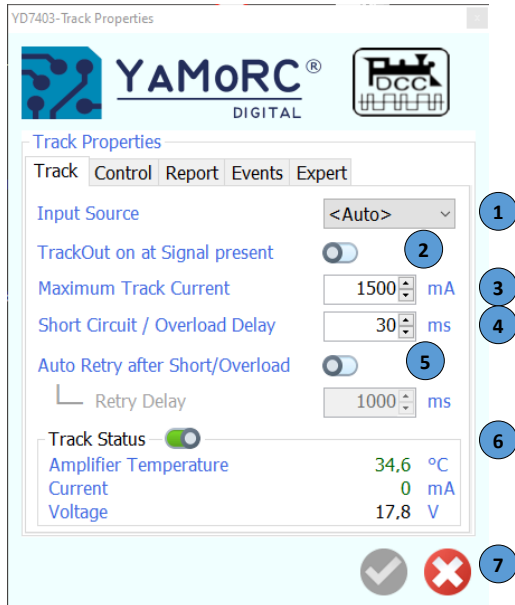 YD7403-Track Properties
x
YAMoRC®
DIGITAL
DCC
Track Properties
Track Control Report Events Expert
Input Source <Auto> 1
TrackOut on at Signal present 2
Maximum Track Current 1500 mA 3
Short Circuit / Overload Delay 30 ms 4
Auto Retry after Short/Overload 5
Retry Delay 1000 ms
Track Status 6
Amplifier Temperature 34,6 °C
Current 0 mA
Voltage 17,8 V
7